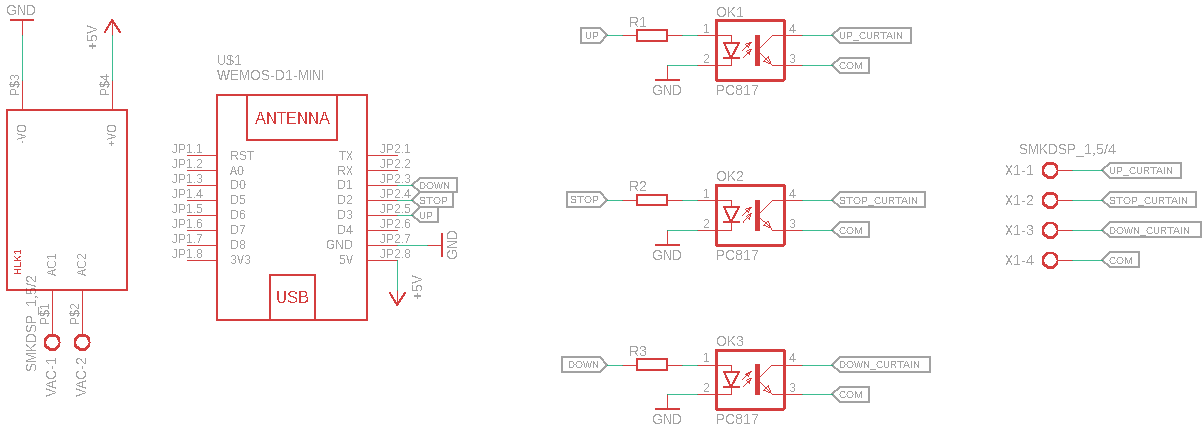 GND
+5V
P$3
P$4
-VO
+VO
HLK1
AC1
AC2
SMKDSP_1,5/2
P$1
P$2
VAC-1
VAC-2
U$1
WEMOS-D1-MINI
ANTENNA
JP1.1 RST TX JP2.1
JP1.2 A0 RX JP2.2
JP1.3 D0 D1 JP2.3 DOWN
JP1.4 D5 D2 JP2.4 STOP
JP1.5 D6 D3 JP2.5 UP
JP1.6 D7 D4 JP2.6
JP1.7 D8 GND JP2.7 GND
JP1.8 3V3 5V JP2.8
+5V
USB
OK1
UP R1 1 4 UP_CURTAIN
2 3 COM
GND PC817
OK2
STOP R2 1 4 STOP_CURTAIN
2 3 COM
GND PC817
OK3
DOWN R3 1 4 DOWN_CURTAIN
2 3 COM
GND PC817
SMKDSP_1,5/4
X1-1 UP_CURTAIN
X1-2 STOP_CURTAIN
X1-3 DOWN_CURTAIN
X1-4 COM